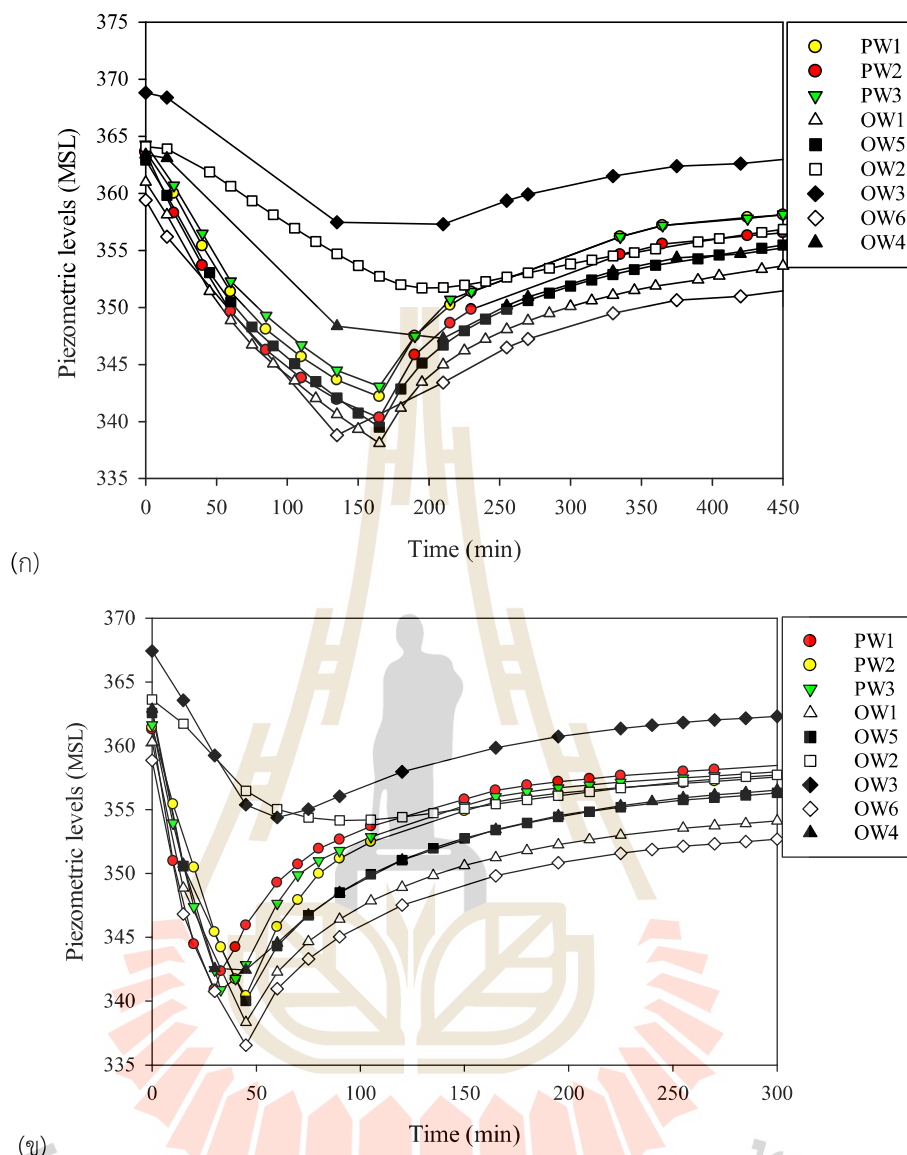 375
370
365
360
355
350
345
340
335
Piezometric levels (MSL)
0 50 100 150 200 250 300 350 400 450
Time (min)
PW1
PW2
PW3
OW1
OW5
OW2
OW3
OW6
OW4
(ก)
370
365
360
355
350
345
340
335
Piezometric levels (MSL)
0 50 100 150 200 250 300
Time (min)
PW1
PW2
PW3
OW1
OW5
OW2
OW3
OW6
OW4
(ข)